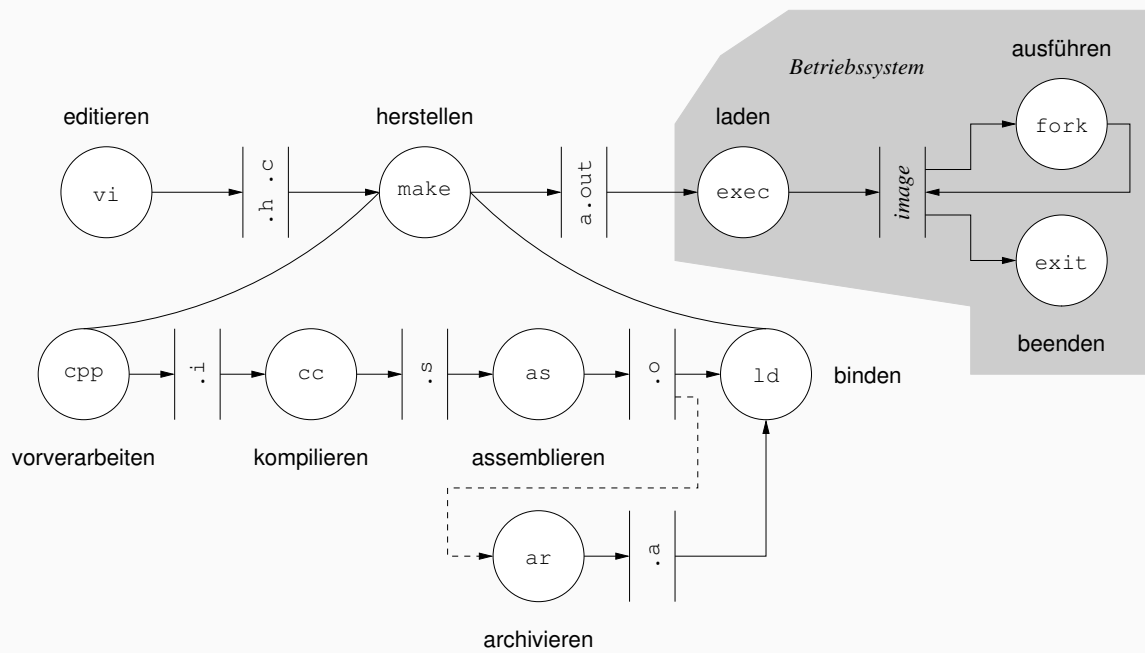 Betriebssystem
ausführen
editieren
herstellen
laden
fork
vi
.h .c
make
a.out
exec
image
exit
beenden
cpp
.i
cc
.s
as
.o
ld
binden
vorverarbeiten
kompilieren
assemblieren
ar
.a
archivieren